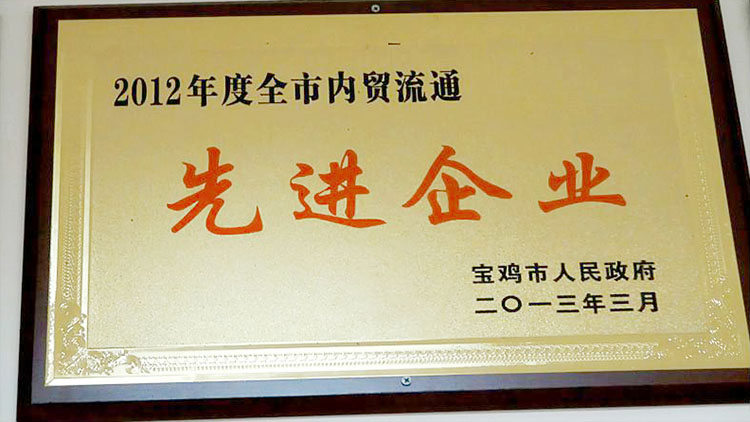 2012年度全市内贸流通
先进企业
宝鸡市人民政府
二〇一三年三月